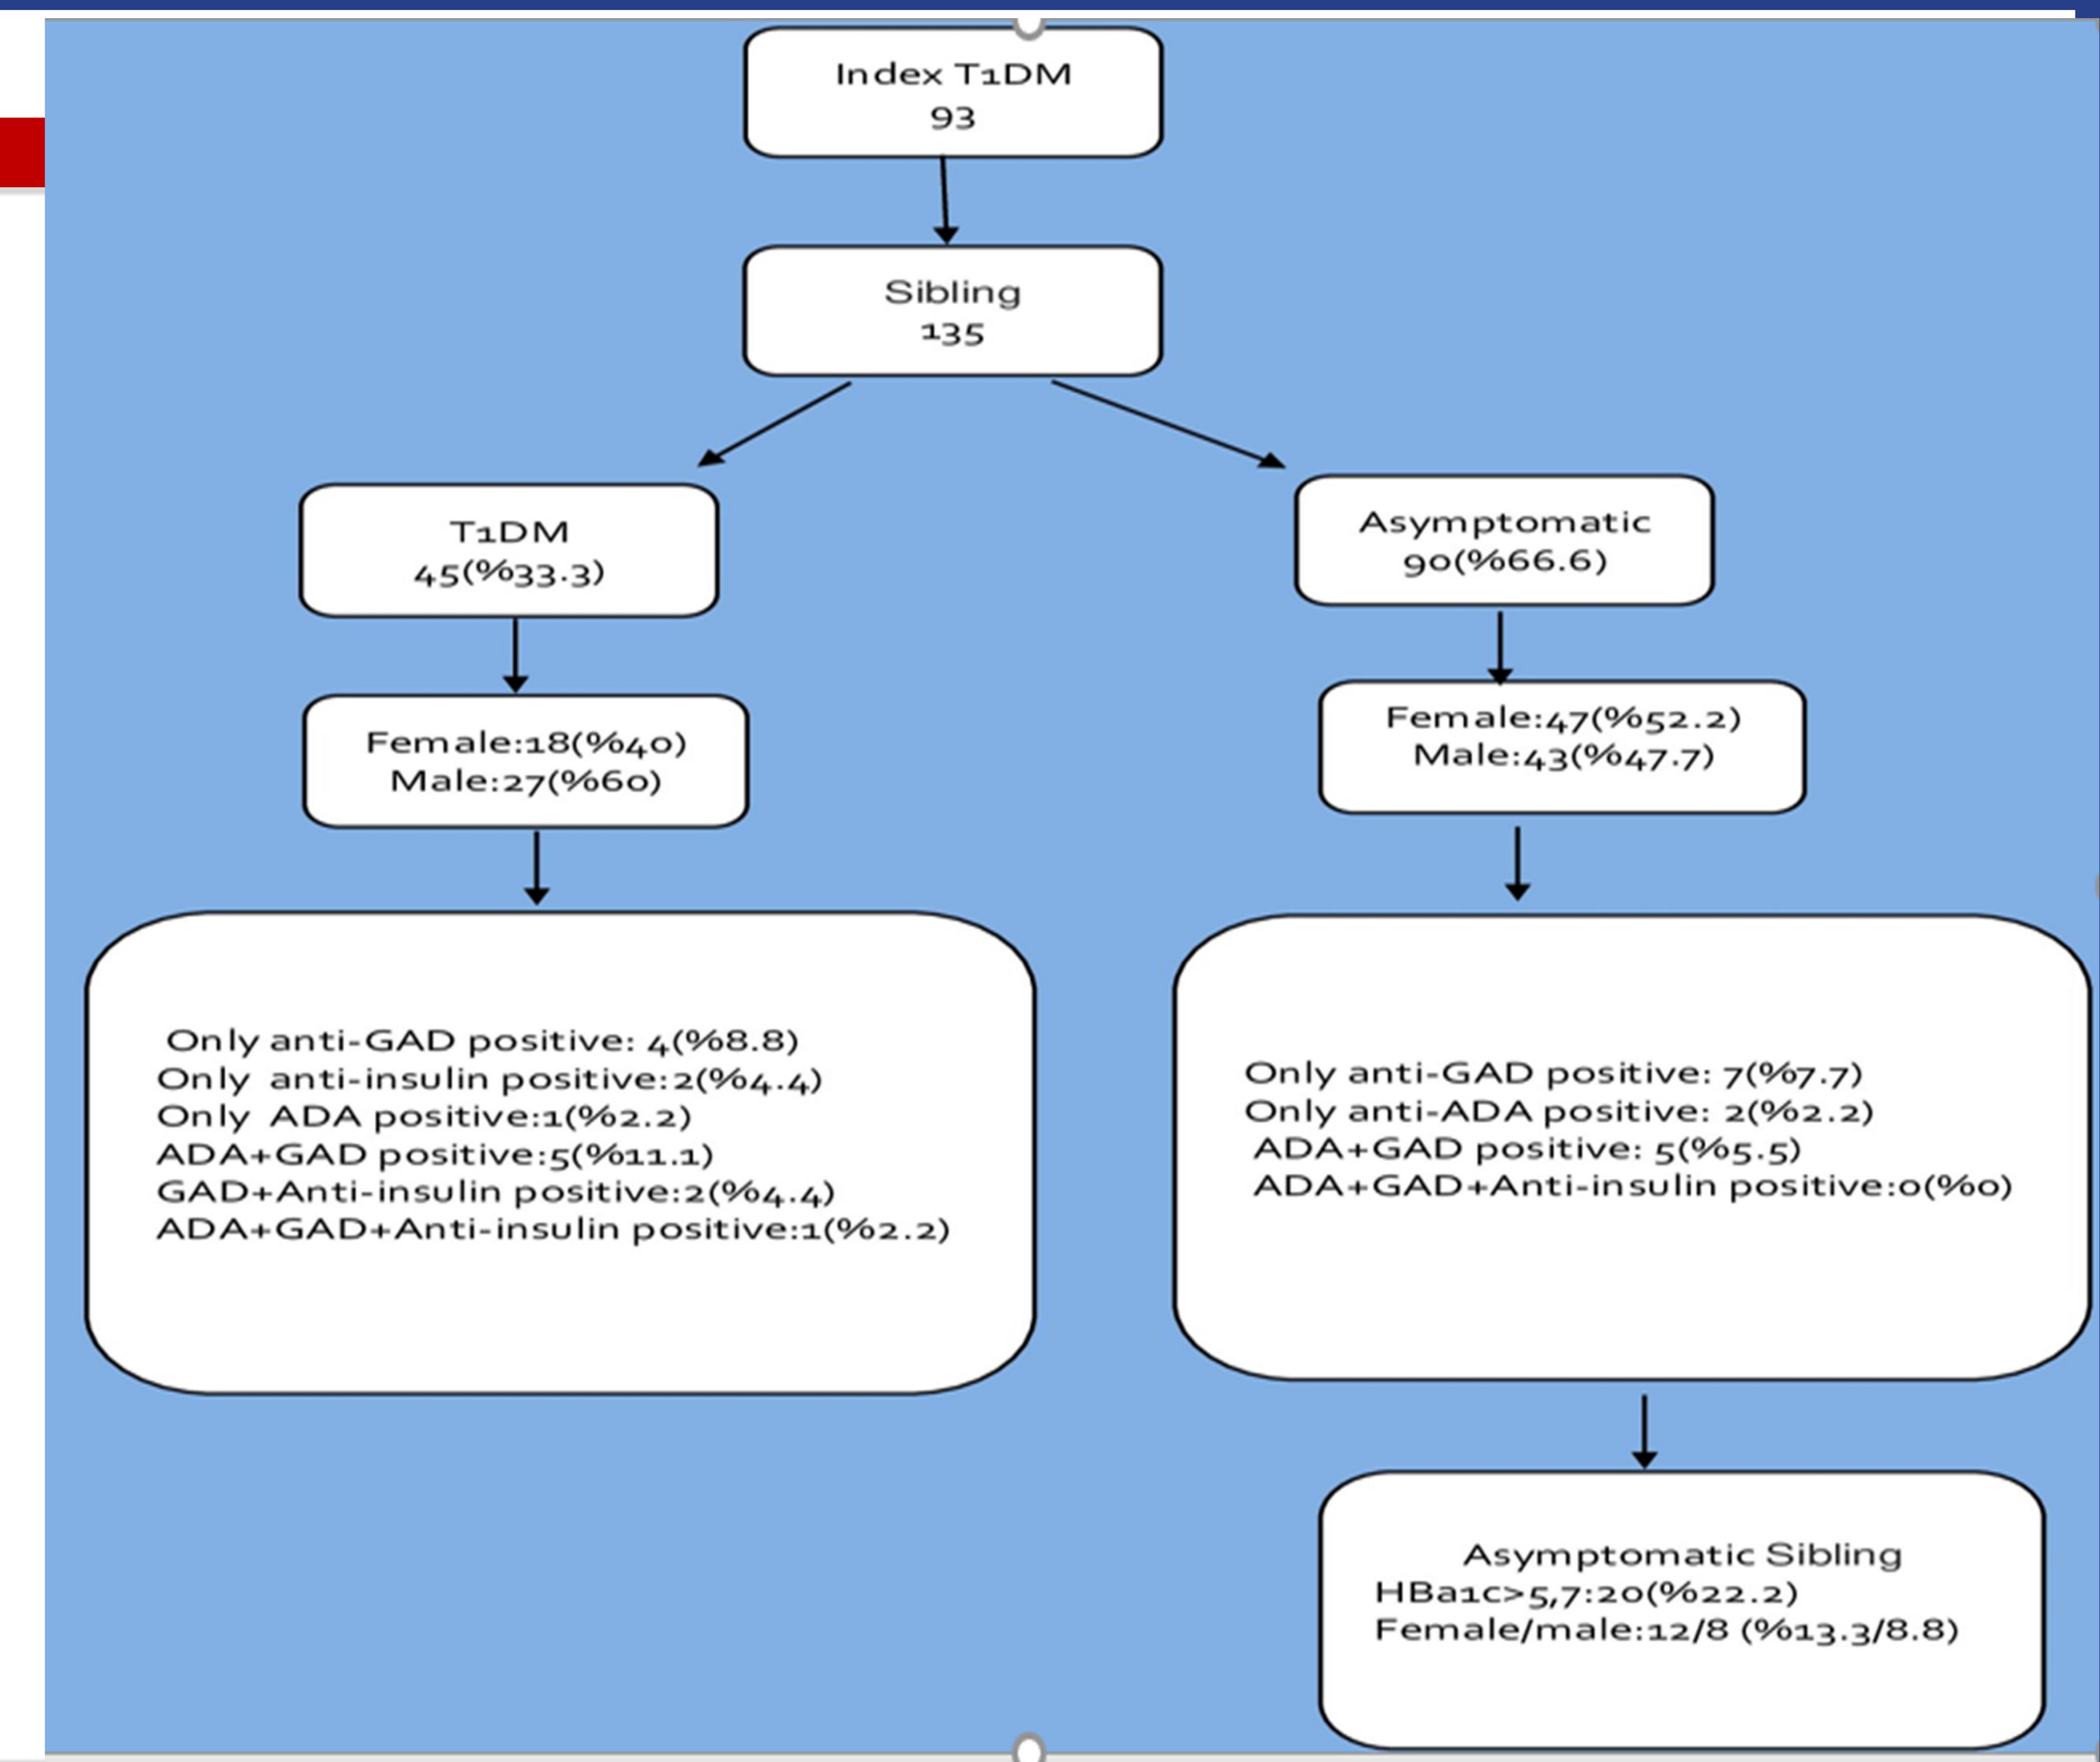 Index T1DM
93
Sibling
135
T1DM
45(%33.3)
Asymptomatic
90(%66.6)
Female:18(%40)
Male:27(%60)
Female:47(%52.2)
Male:43(%47.7)
Only anti-GAD positive: 4(%8.8)
Only  anti-insulin positive:2(%4.4)
Only  ADA positive:1(%2.2)
ADA+GAD positive:5(%11.1)
GAD+Anti-insulin positive:2(%4.4)
ADA+GAD+Anti-insulin positive:1(%2.2)
Only anti-GAD positive: 7(%7.7)
Only anti-ADA positive: 2(%2.2)
ADA+GAD positive: 5(%5.5)
ADA+GAD+Anti-insulin positive:0(%0)
Asymptomatic Sibling
HBa1c>5,7:20(%22.2)
Female/male:12/8 (%13.3/8.8)